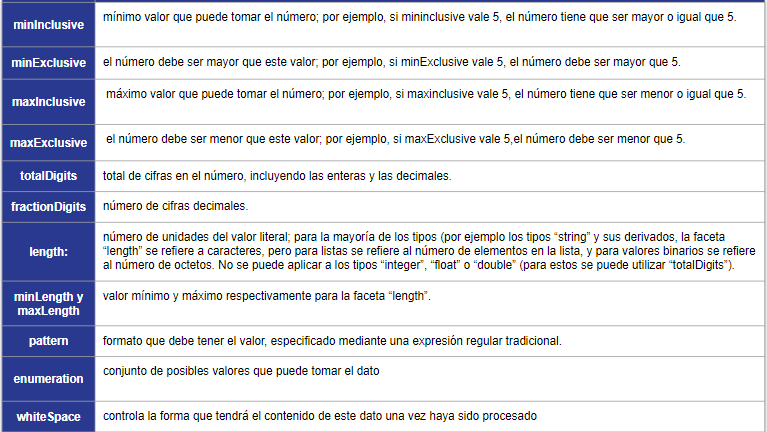 minInclusive
mínimo valor que puede tomar el número; por ejemplo, si mininclusive vale 5, el número tiene que ser mayor o igual que 5.
minExclusive
el número debe ser mayor que este valor; por ejemplo, si minExclusive vale 5, el número debe ser mayor que 5.
maxInclusive
máximo valor que puede tomar el número; por ejemplo, si maxinclusive vale 5, el número tiene que ser menor o igual que 5.
maxExclusive
el número debe ser menor que este valor; por ejemplo, si maxExclusive vale 5,el número debe ser menor que 5.
totalDigits
total de cifras en el número, incluyendo las enteras y las decimales.
fractionDigits
número de cifras decimales.
length:
número de unidades del valor literal; para la mayoría de los tipos (por ejemplo los tipos “string” y sus derivados, la faceta
“length” se refiere a caracteres, pero para listas se refiere al número de elementos en la lista, y para valores binarios se refiere
al número de octetos. No se puede aplicar a los tipos “integer”, “float” o “double” (para estos se puede utilizar “totalDigits”).
minLength y
maxLength
valor mínimo y máximo respectivamente para la faceta “length”.
pattern
formato que debe tener el valor, especificado mediante una expresión regular tradicional.
enumeration
conjunto de posibles valores que puede tomar el dato
whiteSpace
controla la forma que tendrá el contenido de este dato una vez haya sido procesado